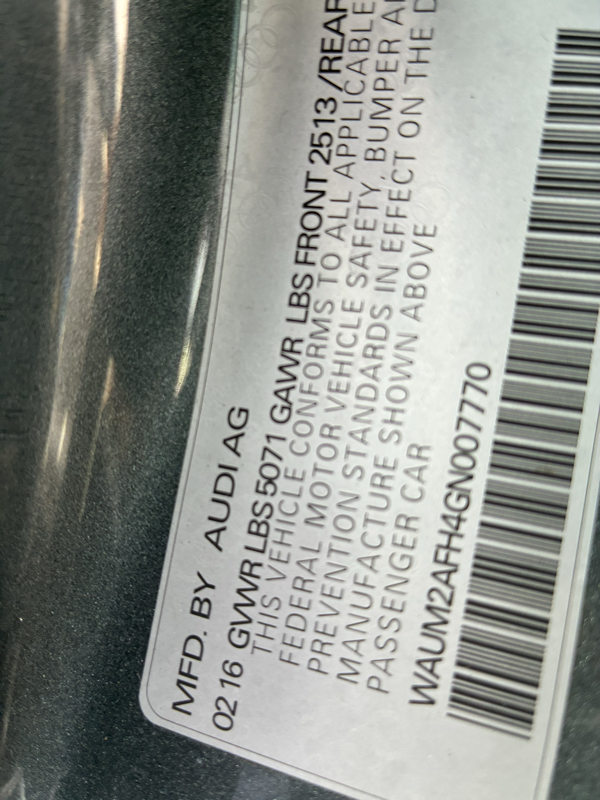 MFD. BY AUDI AG
02 16 GVWR LBS 5071 GAWR LBS FRONT 2513 /REAR
THIS VEHICLE CONFORMS TO ALL APPLICABLE
FEDERAL MOTOR VEHICLE SAFETY, BUMPER
PREVENTION STANDARDS IN EFFECT ON THE D
MANUFACTURE SHOWN ABOVE
PASSENGER CAR
WAUM2AFH4GN007770